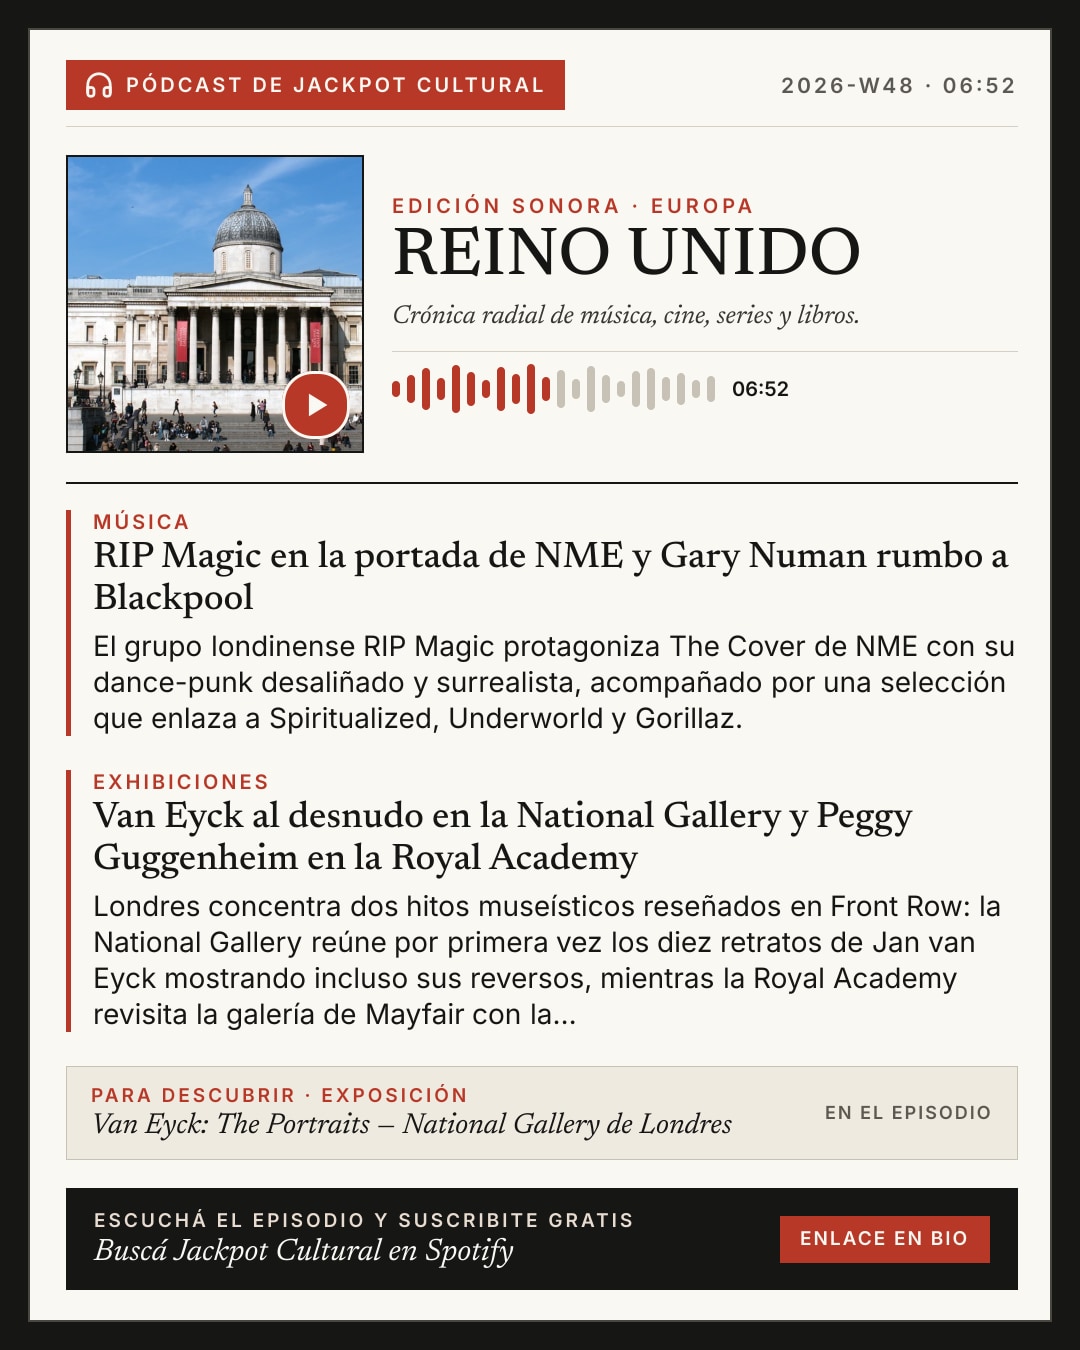 PÓDCAST DE JACKPOT CULTURAL
2026-W48 · 06:52
EDICIÓN SONORA · EUROPA
REINO UNIDO
Crónica radial de música, cine, series y libros.
06:52
MÚSICA
RIP Magic en la portada de NME y Gary Numan rumbo a
Blackpool
El grupo londinense RIP Magic protagoniza The Cover de NME con su
dance-punk desaliñado y surrealista, acompañado por una selección
que enlaza a Spiritualized, Underworld y Gorillaz.
EXHIBICIONES
Van Eyck al desnudo en la National Gallery y Peggy
Guggenheim en la Royal Academy
Londres concentra dos hitos museísticos reseñados en Front Row: la
National Gallery reúne por primera vez los diez retratos de Jan van
Eyck mostrando incluso sus reversos, mientras la Royal Academy
revisita la galería de Mayfair con la...
PARA DESCUBRIR · EXPOSICIÓN
Van Eyck: The Portraits — National Gallery de Londres
EN EL EPISODIO
ESCUCHÁ EL EPISODIO Y SUSCRIBITE GRATIS
Buscá Jackpot Cultural en Spotify
ENLACE EN BIO